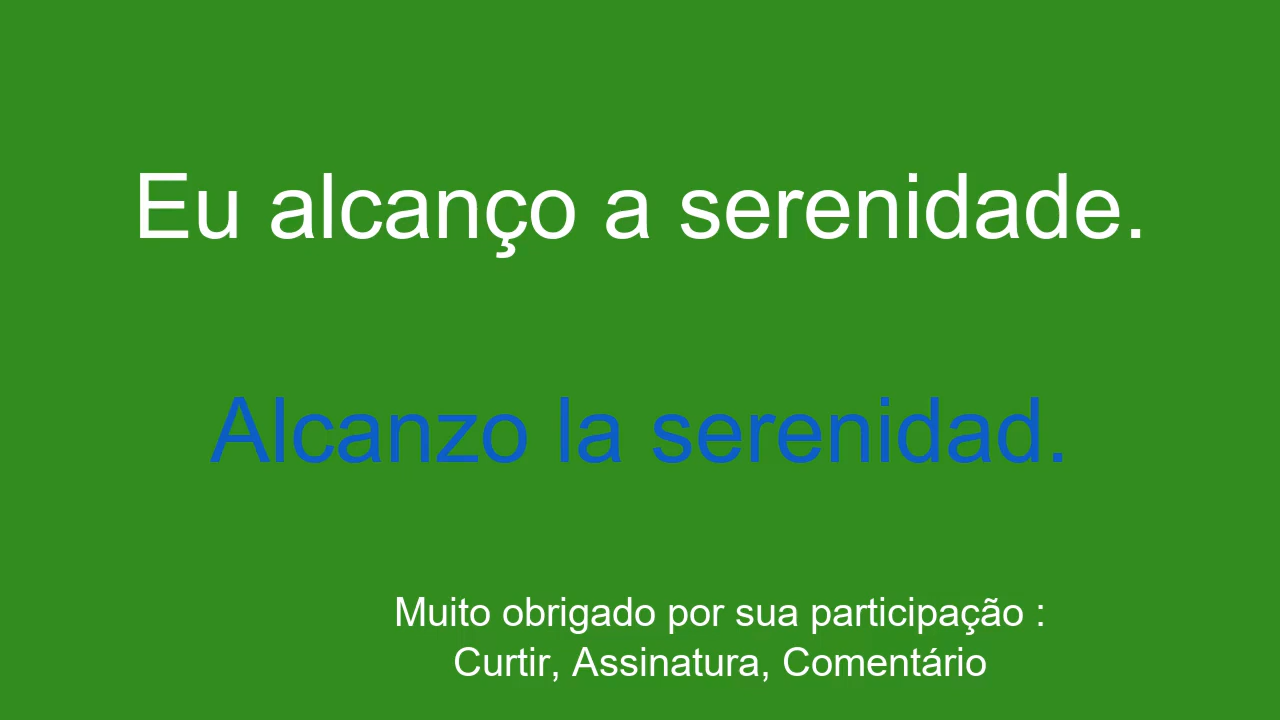 Eu alcanço a serenidade.
Alcanzo la serenidad.
Muito obrigado por sua participação :
Curtir, Assinatura, Comentário